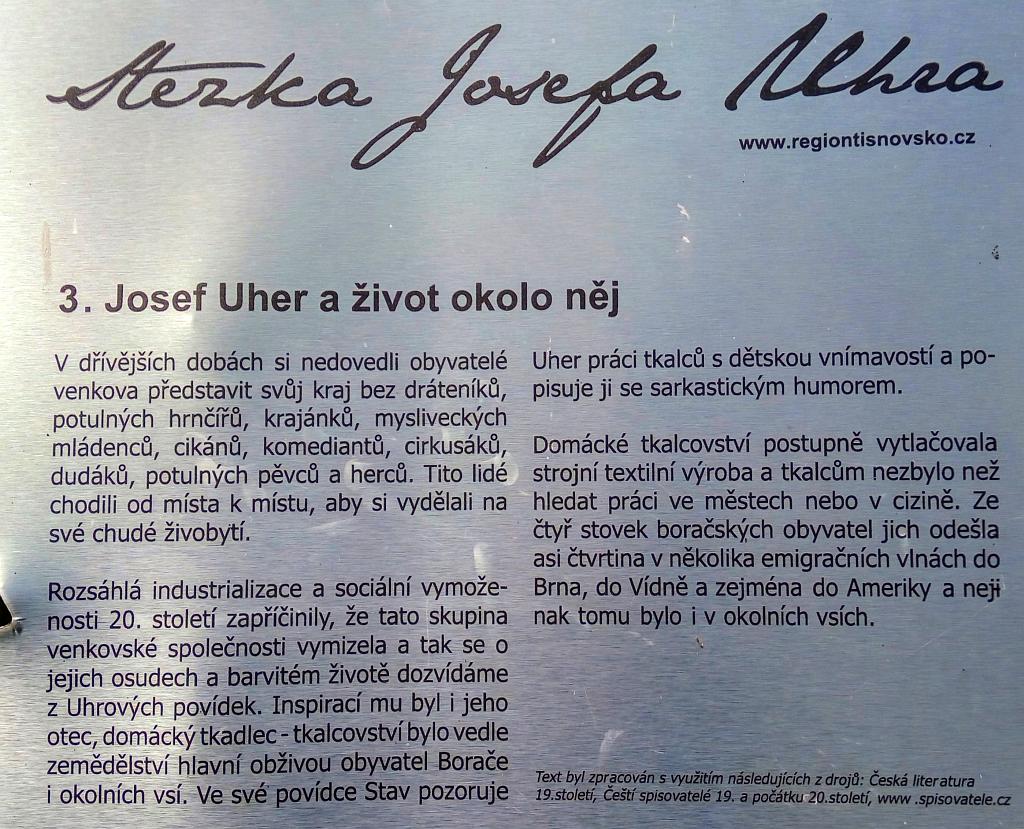 Stezka Josefa Uhra
www.regiontisnovsko.cz
3. Josef Uher a život okolo něj
V dřívějších dobách si nedovedli obyvatelé
venkova představit svůj kraj bez dráteníků,
potulných hrnčířů, krajánků, mysliveckých
mládenců, cikánů, komediantů, cirkusáků,
dudáků, potulných pěvců a herců. Tito lidé
chodili od místa k místu, aby si vydělali na
své chudé živobytí.
Rozsáhlá industrializace a sociální vymože-
nosti 20. století zapříčinily, že tato skupina
venkovské společnosti vymizela a tak se o
jejich osudech a barvitém životě dozvídáme
z Uhrových povídek. Inspirací mu byl i jeho
otec, domácký tkadlec - tkalcovství bylo vedle
zemědělství hlavní obživou obyvatel Borače
i okolních vsí. Ve své povídce Stav pozoruje
Uher práci tkalců s dětskou vnímavostí a po-
pisuje ji se sarkastickým humorem.
Domácké tkalcovství postupně vytlačovala
strojní textilní výroba a tkalcům nezbylo než
hledat práci ve městech nebo v cizině. Ze
čtyř stovek boračských obyvatel jich odešla
asi čtvrtina v několika emigračních vlnách do
Brna, do Vídně a zejména do Ameriky a neji
nak tomu bylo i v okolních vsích.
Text byl zpracován s využitím následujících z drojů: Česká literatura
19.století, Čeští spisovatelé 19. a počátku 20.století, www .spisovatele.cz